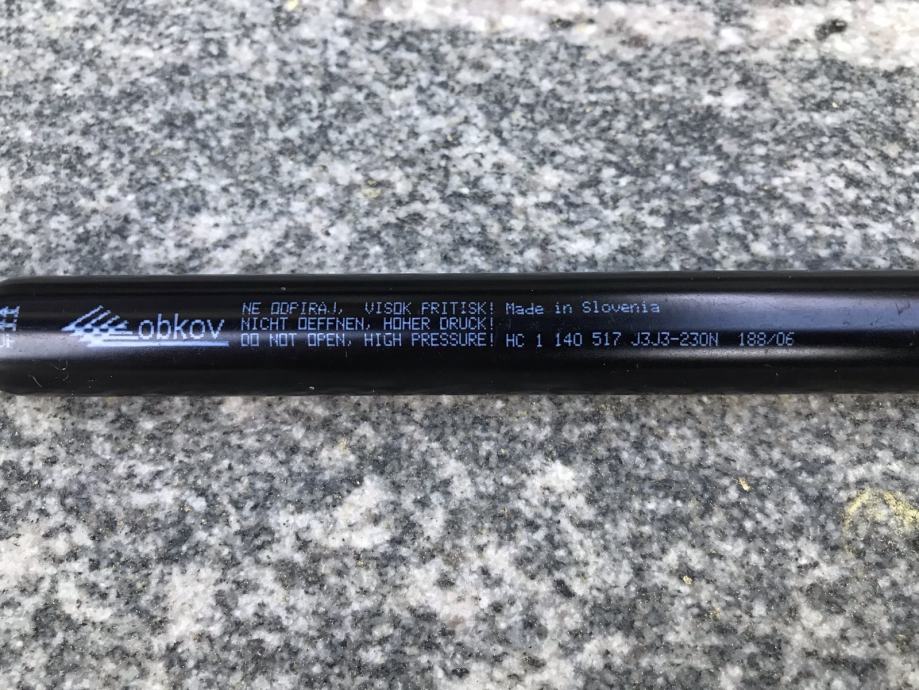 obkov
NE ODPIRAJ, VISOK PRITISK! Made in Slovenia
NICHT OEFFNEN, HOHER DRUCK!
DO NOT OPEN, HIGH PRESSURE! HC 1 140 517 J3J3-230N 188/06